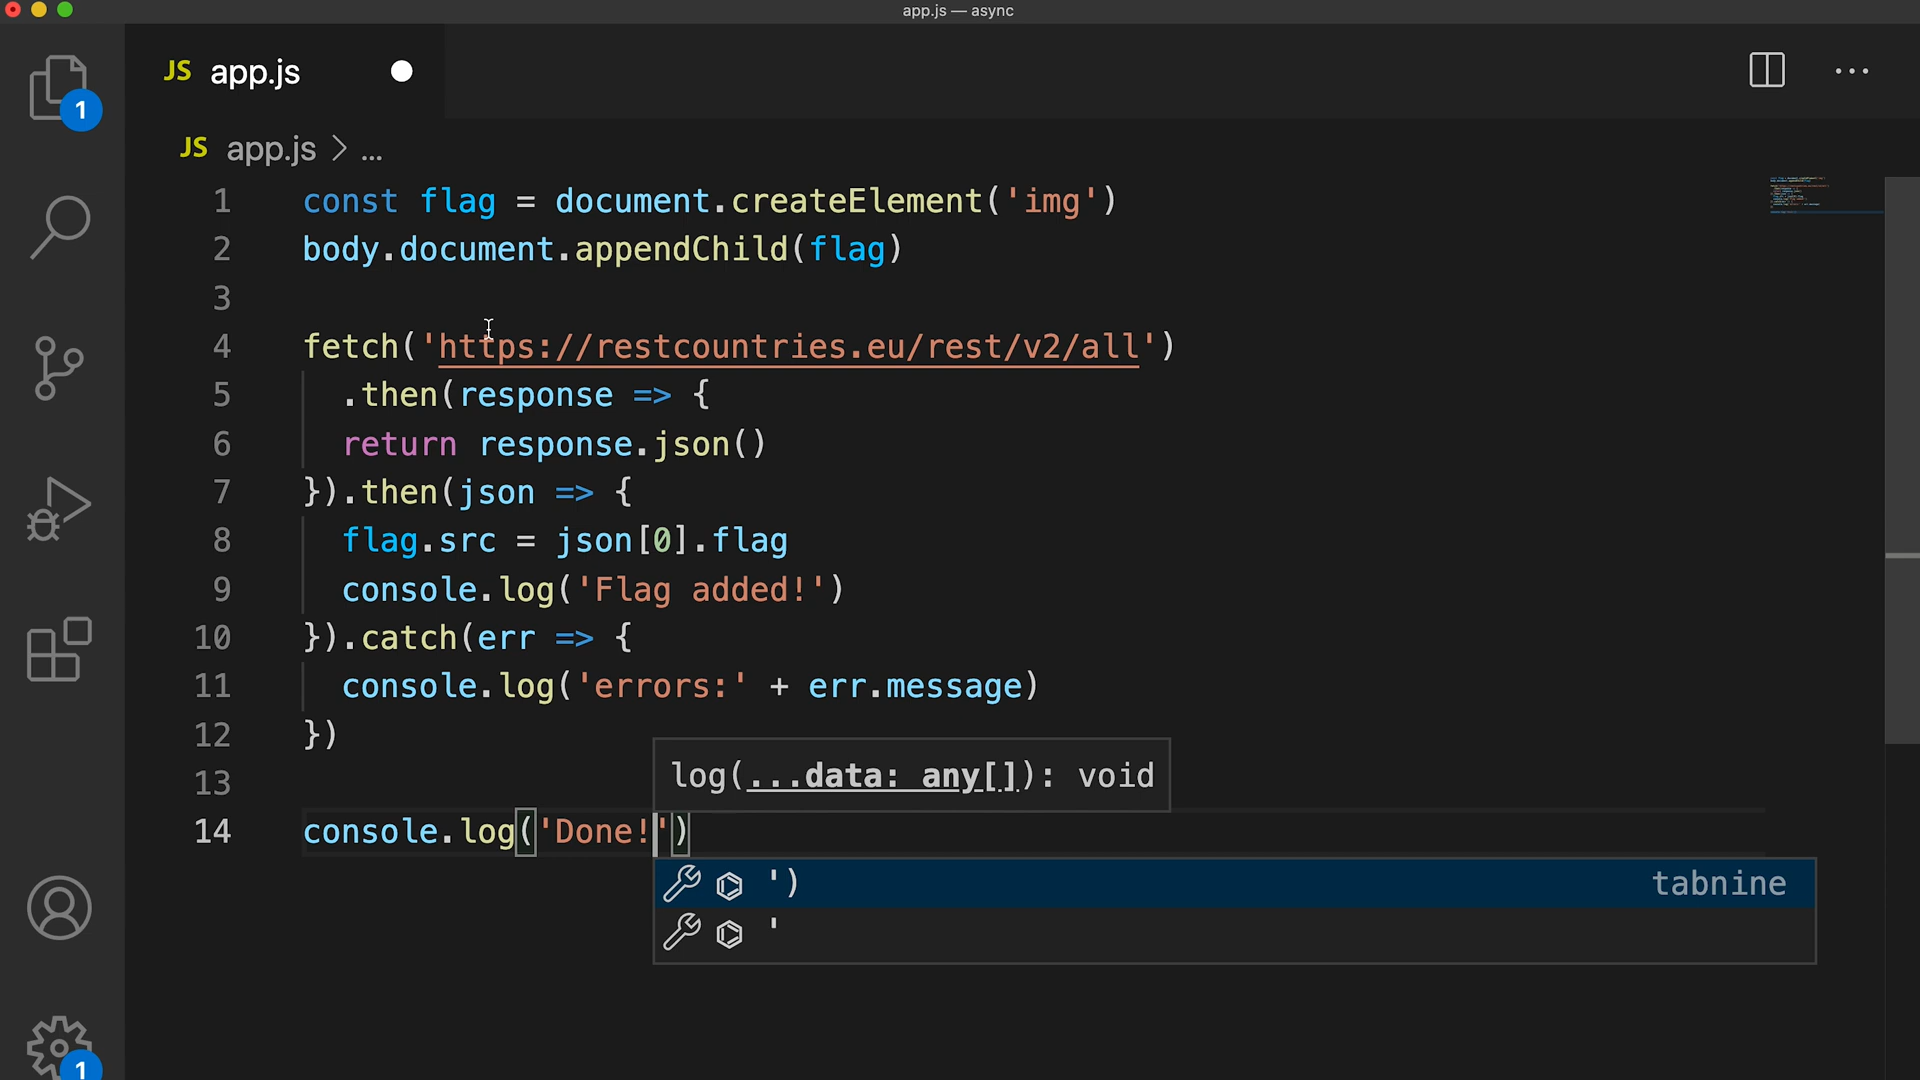 app.js — async
1
JS app.js
JS app.js > ...
1 const flag = document.createElement('img')
2 body.document.appendChild(flag)
3
4 fetch('https://restcountries.eu/rest/v2/all')
5 .then(response => {
6 return response.json()
7 }).then(json => {
8 flag.src = json[0].flag
9 console.log('Flag added!')
10 }).catch(err => {
11 console.log('errors:' + err.message)
12 })
log(...data: any[]): void
13
14 console.log('Done!')
') tabnine
'
1